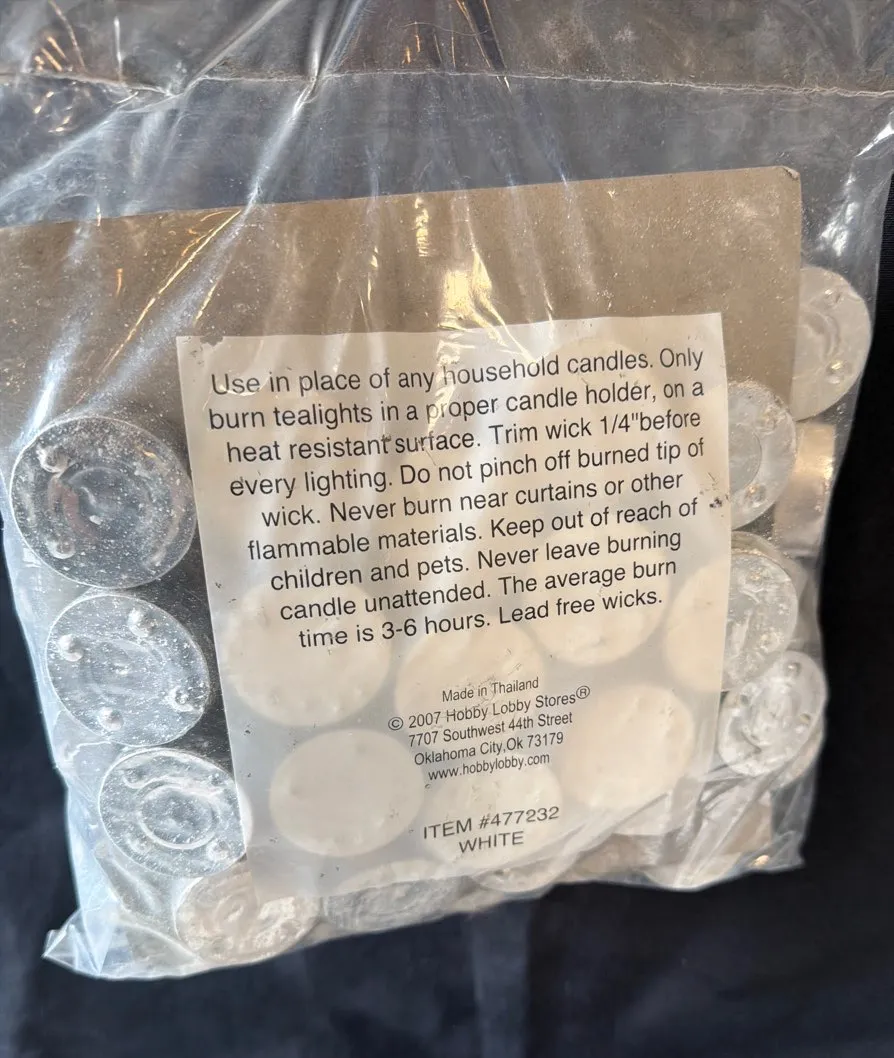 Use in place of any household candles. Only
burn tealights in a proper candle holder, on a
heat resistant surface. Trim wick 1/4"before
every lighting. Do not pinch off burned tip of
wick. Never burn near curtains or other
flammable materials. Keep out of reach of
children and pets. Never leave burning
candle unattended. The average burn
time is 3-6 hours. Lead free wicks.
Made in Thailand
© 2007 Hobby Lobby Stores®
7707 Southwest 44th Street
Oklahoma City,Ok 73179
www.hobbylobby.com
ITEM #477232
WHITE